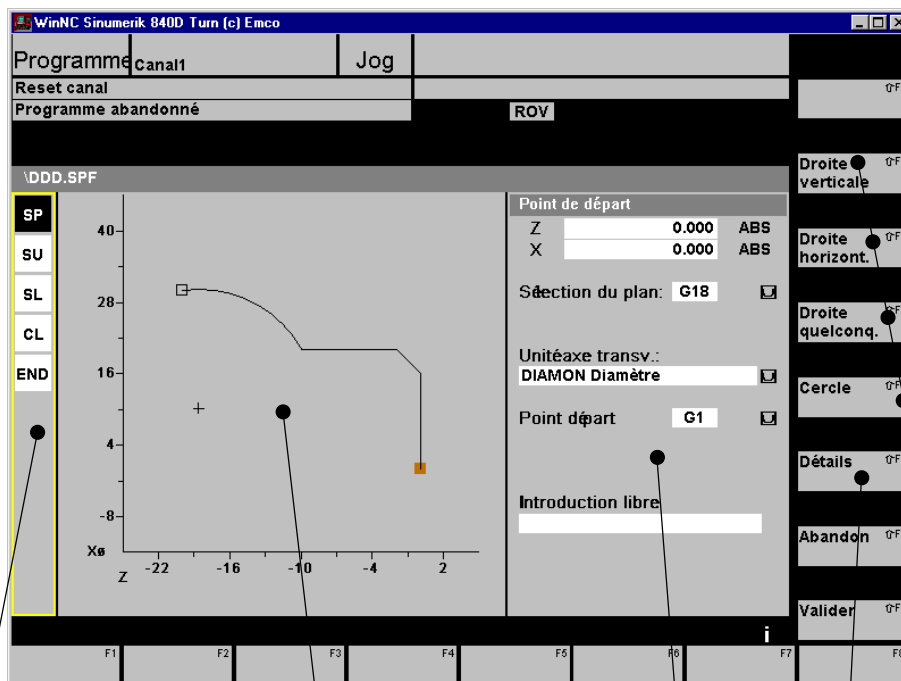 WinNC Sinumerik 840D Turn (c) Emco
Programme Canal1 Jog
Reset canal
Programme abandonné
ROV
\DDD.SPF
SP
SU
SL
CL
END
40
28
16
4
-8
Xø
Z
-22 -16 -10 -4 2
Point de départ
Z 0.000 ABS
X 0.000 ABS
Sélection du plan: G18
Unité axe transv.:
DIAMON Diamètre
Point départ G1
Introduction libre
⇧F
Droite ⇧F
verticale
Droite ⇧F
horizont.
Droite ⇧F
quelconq.
Cercle ⇧F
Détails ⇧F
Abandon ⇧F
Valider ⇧F
i
F1 F2 F3 F4 F5 F6 F7 F8